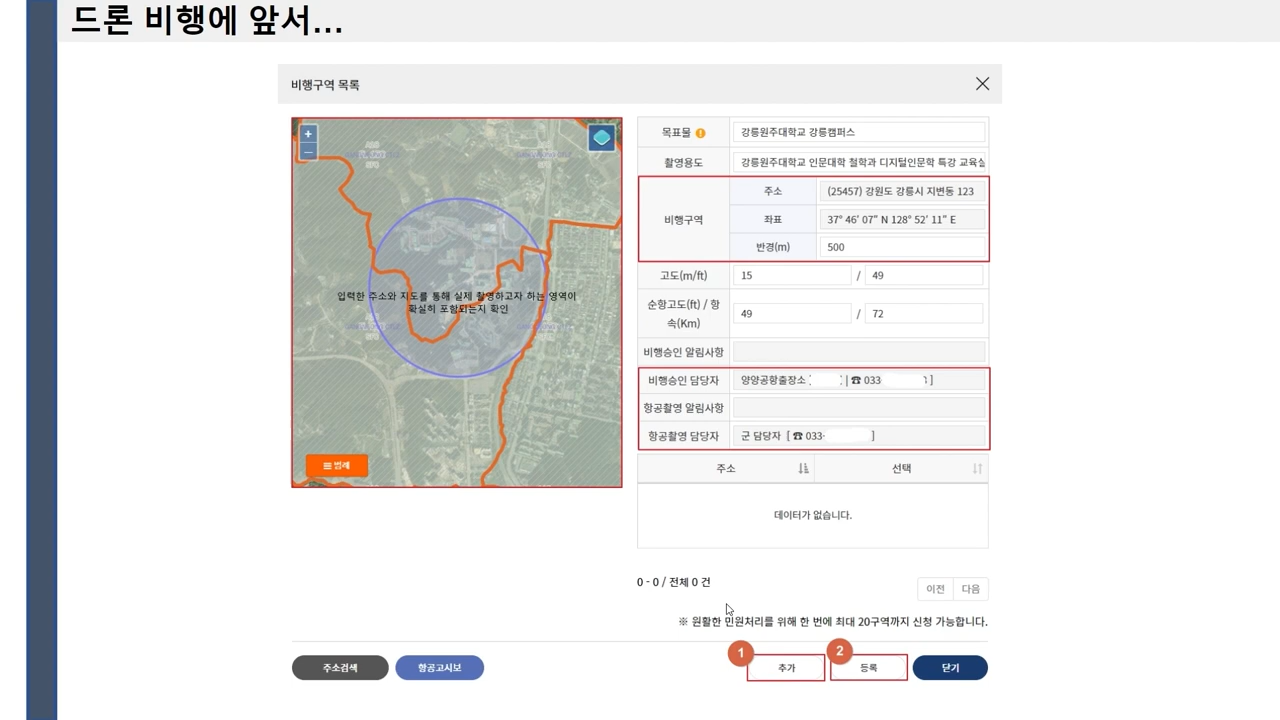 드론 비행에 앞서...
비행구역 목록
+
입력한 주소와 지도를 통해 실제 촬영하고자 하는 영역이
확실히 포함되는지 확인
범례
목표물 강릉원주대학교 강릉캠퍼스
촬영용도 강릉원주대학교 인문대학 철학과 디지털인문학 특강 교육실
비행구역
주소 (25457) 강원도 강릉시 지변동 123
좌표 37° 46′ 07″ N 128° 52′ 11″ E
반경(m) 500
고도(m/ft) 15 / 49
순항고도(ft) / 항
속(Km) 49 / 72
비행승인 알림사항
비행승인 담당자 양양공항출장소 | ☎ 033 ]
항공촬영 알림사항
항공촬영 담당자 군 담당자 [ ☎ 033- ]
주소 선택
데이터가 없습니다.
0 - 0 / 전체 0 건
이전 다음
※ 원활한 민원처리를 위해 한 번에 최대 20구역까지 신청 가능합니다.
1 2
주소검색 항공고시보 추가 등록 닫기